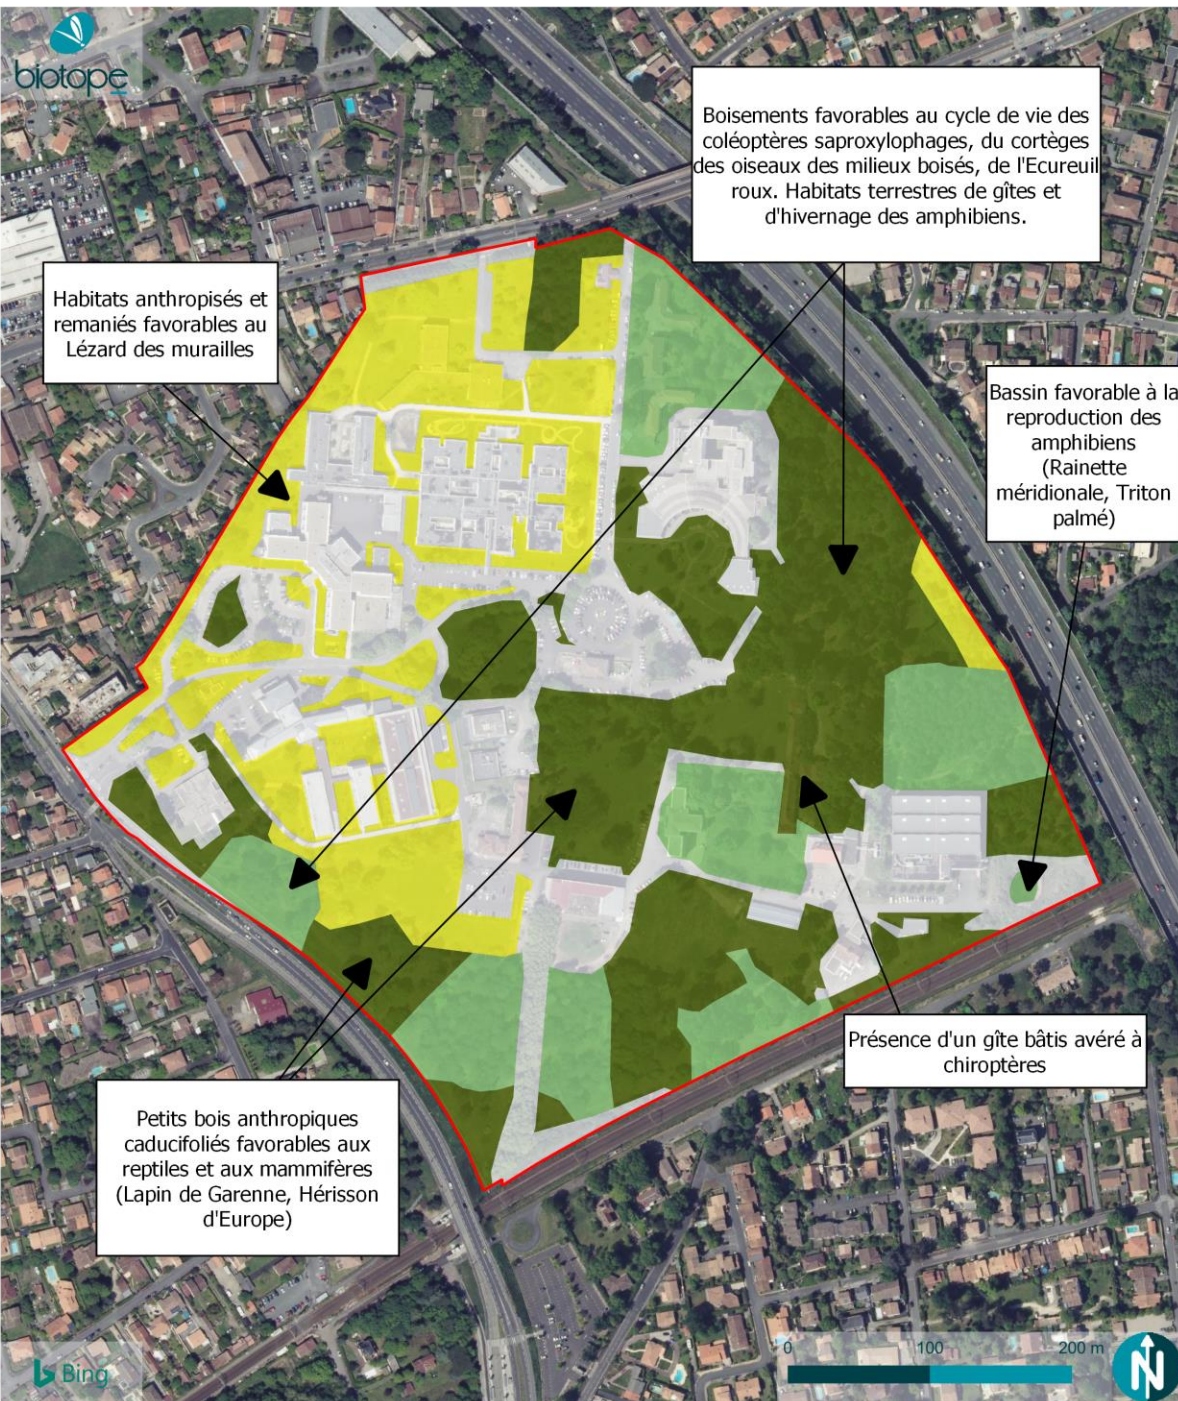 biotope
Boisements favorables au cycle de vie des
coléoptères saproxylophages, du cortèges
des oiseaux des milieux boisés, de l'Ecureuil
roux. Habitats terrestres de gîtes et
d'hivernage des amphibiens.
Habitats anthropisés et
remaniés favorables au
Lézard des murailles
Bassin favorable à la
reproduction des
amphibiens
(Rainette
méridionale, Triton
palmé)
Présence d'un gîte bâtis avéré à
chiroptères
Petits bois anthropiques
caducifoliés favorables aux
reptiles et aux mammifères
(Lapin de Garenne, Hérisson
d'Europe)
Bing
0 100 200 m
N